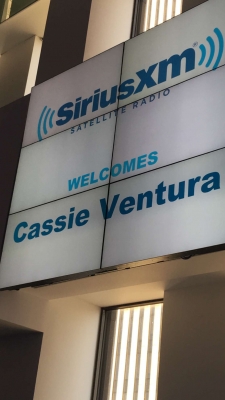 SiriusXM
SATELLITE RADIO
WELCOMES
Cassie Ventura